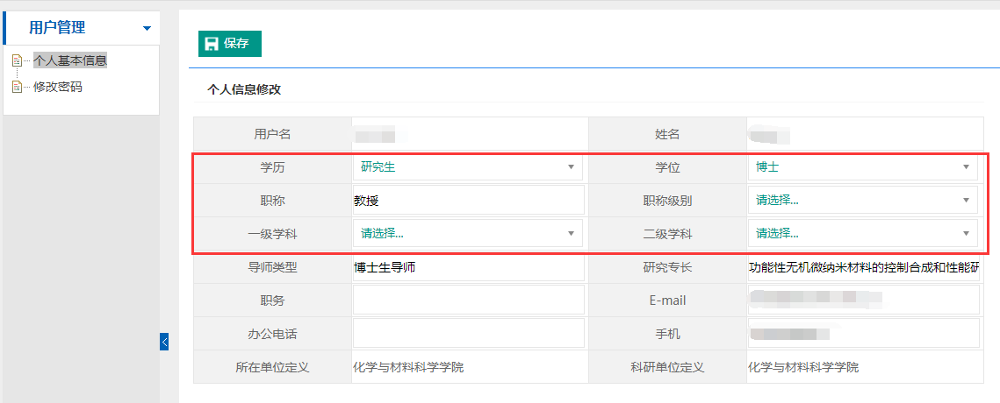 用户管理
个人基本信息
修改密码
保存
个人信息修改
用户名 姓名
学历 研究生 学位 博士
职称 教授 职称级别 请选择...
一级学科 请选择... 二级学科 请选择...
导师类型 博士生导师 研究专长 功能性无机微纳米材料的控制合成和性能研
职务 E-mail
办公电话 手机
所在单位定义 化学与材料科学学院 科研单位定义 化学与材料科学学院